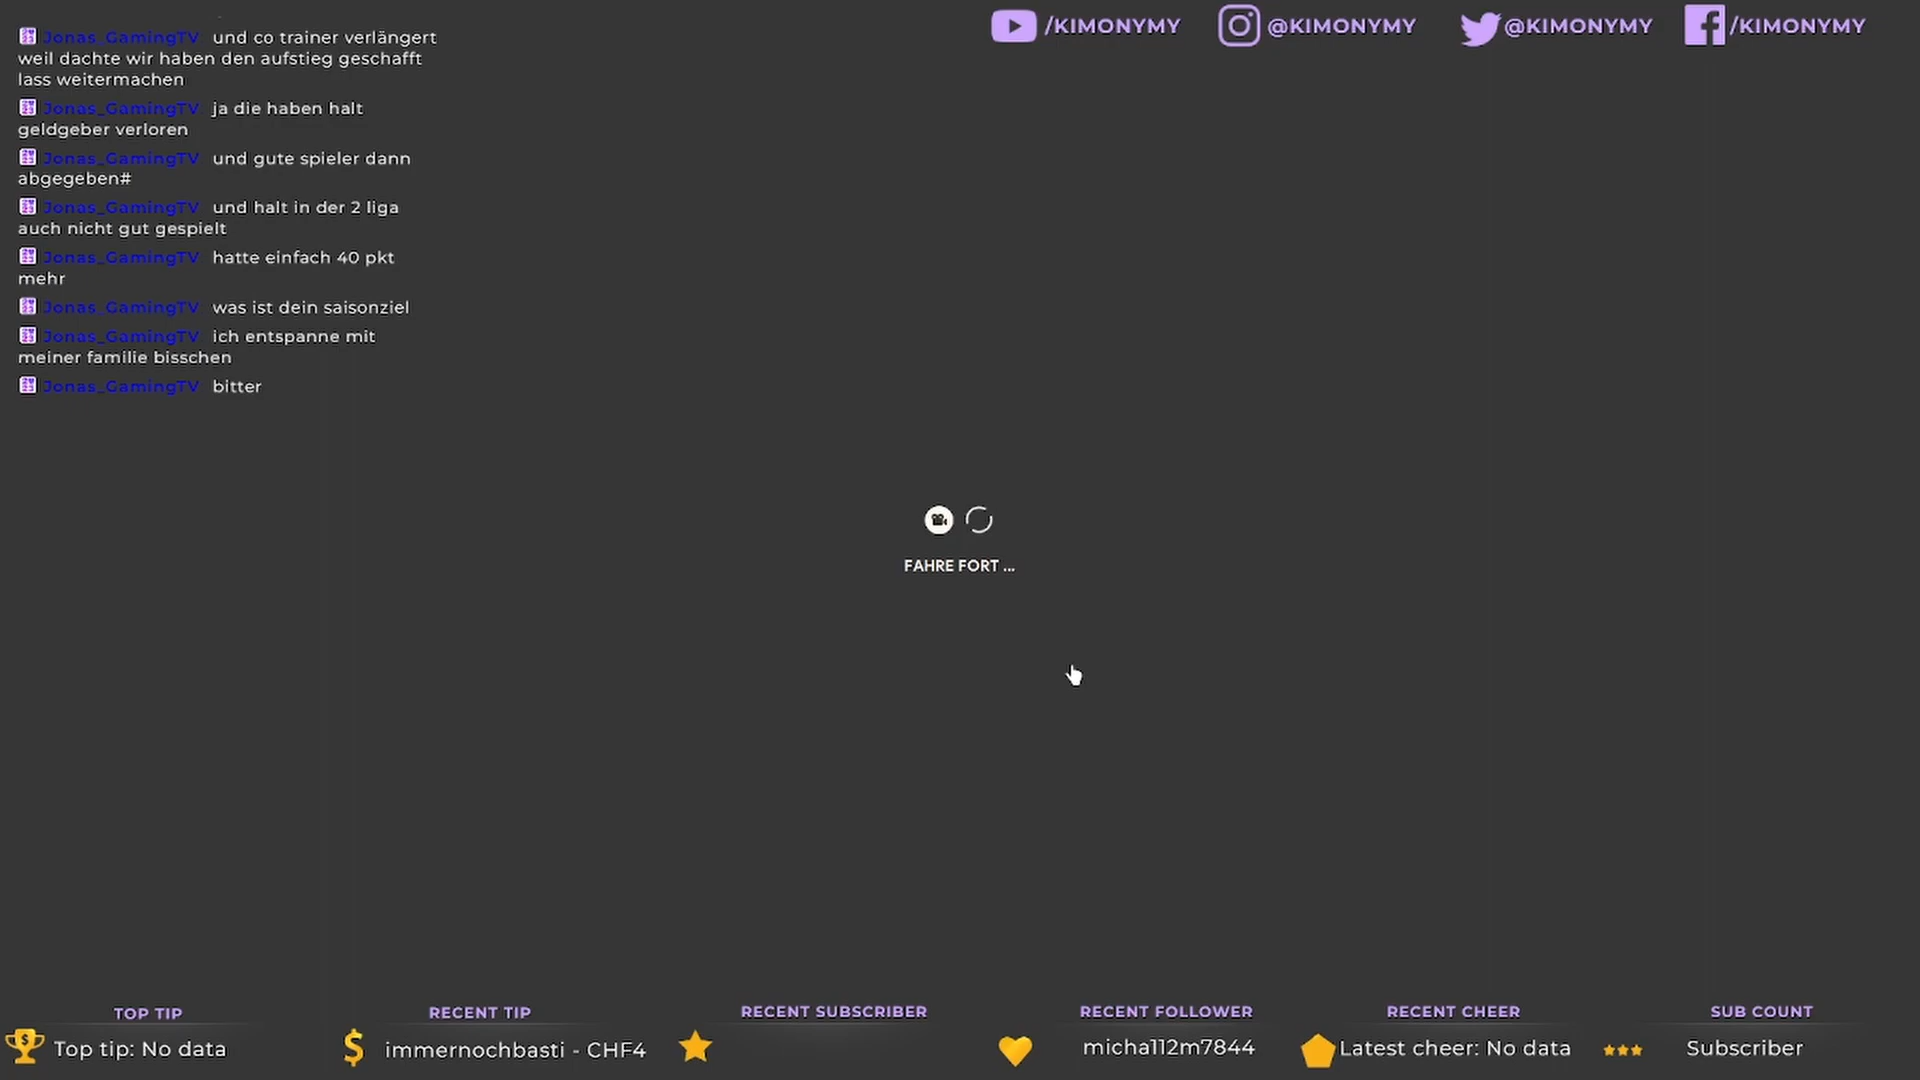 Jonas_GamingTV und co trainer verlängert
weil dachte wir haben den aufstieg geschafft
lass weitermachen
Jonas_GamingTV ja die haben halt
geldgeber verloren
Jonas_GamingTV und gute spieler dann
abgegeben#
Jonas_GamingTV und halt in der 2 liga
auch nicht gut gespielt
Jonas_GamingTV hatte einfach 40 pkt
mehr
Jonas_GamingTV was ist dein saisonziel
Jonas_GamingTV ich entspanne mit
meiner familie bisschen
Jonas_GamingTV bitter
/KIMONYMY @KIMONYMY @KIMONYMY /KIMONYMY
FAHRE FORT ...
TOP TIP
Top tip: No data
RECENT TIP
immernochbasti - CHF4
RECENT SUBSCRIBER
RECENT FOLLOWER
micha112m7844
RECENT CHEER
Latest cheer: No data
SUB COUNT
Subscriber